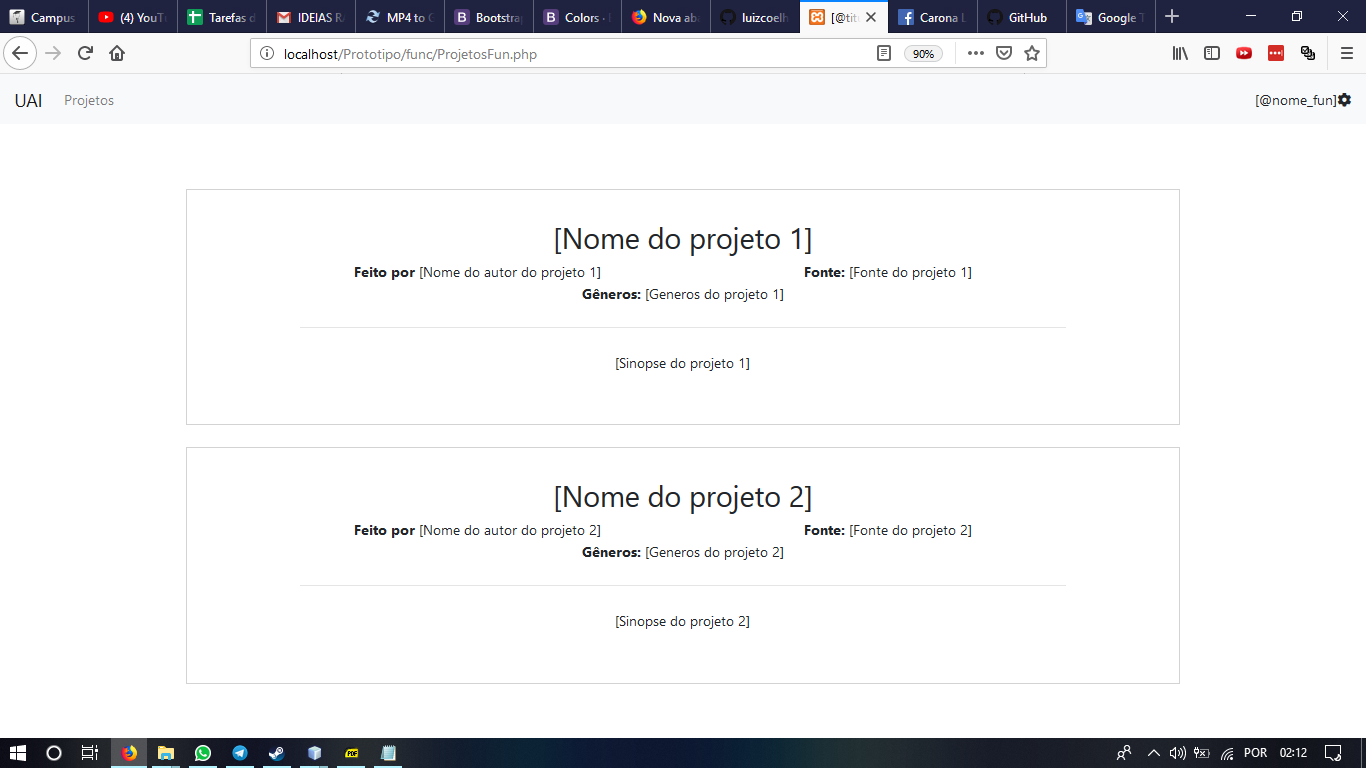 Campus
(4) YouT
Tarefas d
IDEIAS R
MP4 to
Bootstra
Colors ·
Nova ab
luizcoelh
[@tit
Carona L
GitHub
Google T
localhost/Prototipo/func/ProjetosFun.php
90%
UAI Projetos [@nome_fun]
[Nome do projeto 1]
Feito por [Nome do autor do projeto 1] Fonte: [Fonte do projeto 1]
Gêneros: [Generos do projeto 1]
[Sinopse do projeto 1]
[Nome do projeto 2]
Feito por [Nome do autor do projeto 2] Fonte: [Fonte do projeto 2]
Gêneros: [Generos do projeto 2]
[Sinopse do projeto 2]
PDF
POR 02:12